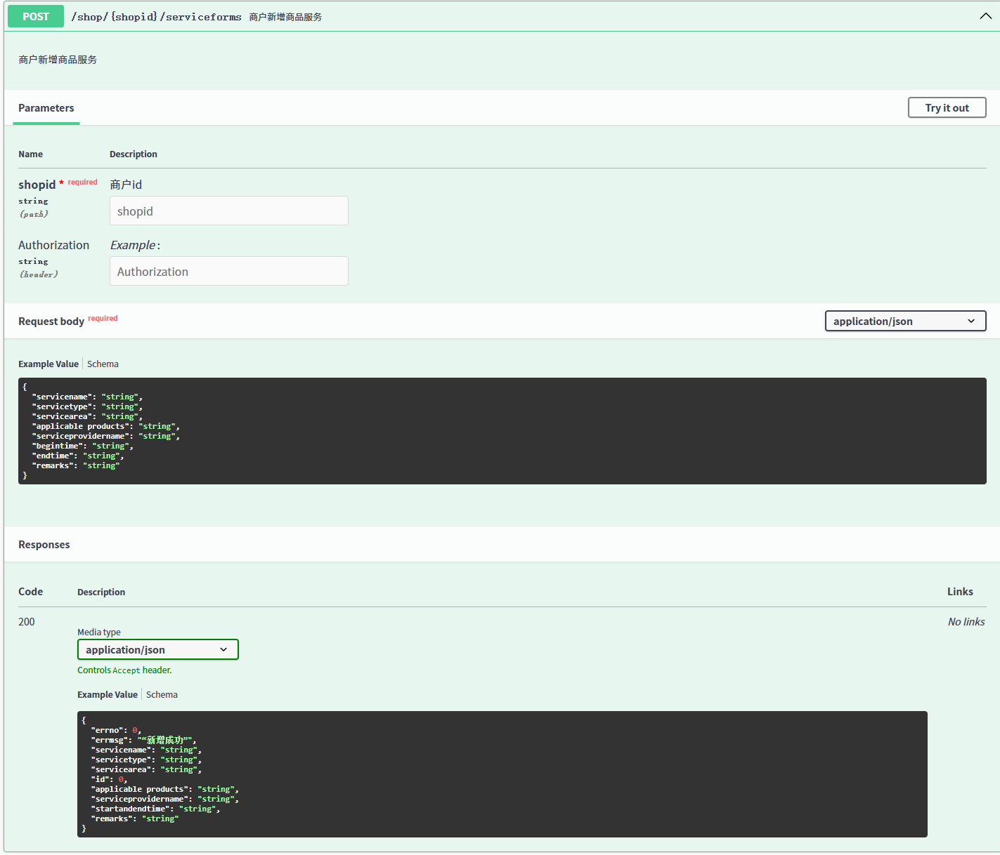 POST /shop/{shopid}/serviceforms 商户新增商品服务
商户新增商品服务
Parameters
Try it out
Name Description
shopid * required 商户id
string
(path)
shopid
Authorization Example :
string
(header)
Authorization
Request body required
application/json
Example Value Schema
{
"servicename": "string",
"servicetype": "string",
"servicearea": "string",
"applicable products": "string",
"serviceprovidername": "string",
"begintime": "string",
"endtime": "string",
"remarks": "string"
}
Responses
Code Description Links
200 No links
Media type
application/json
Controls Accept header.
Example Value Schema
{
"errno": 0,
"errmsg": "“新增成功”",
"servicename": "string",
"servicetype": "string",
"servicearea": "string",
"id": 0,
"applicable products": "string",
"serviceprovidername": "string",
"startandendtime": "string",
"remarks": "string"
}